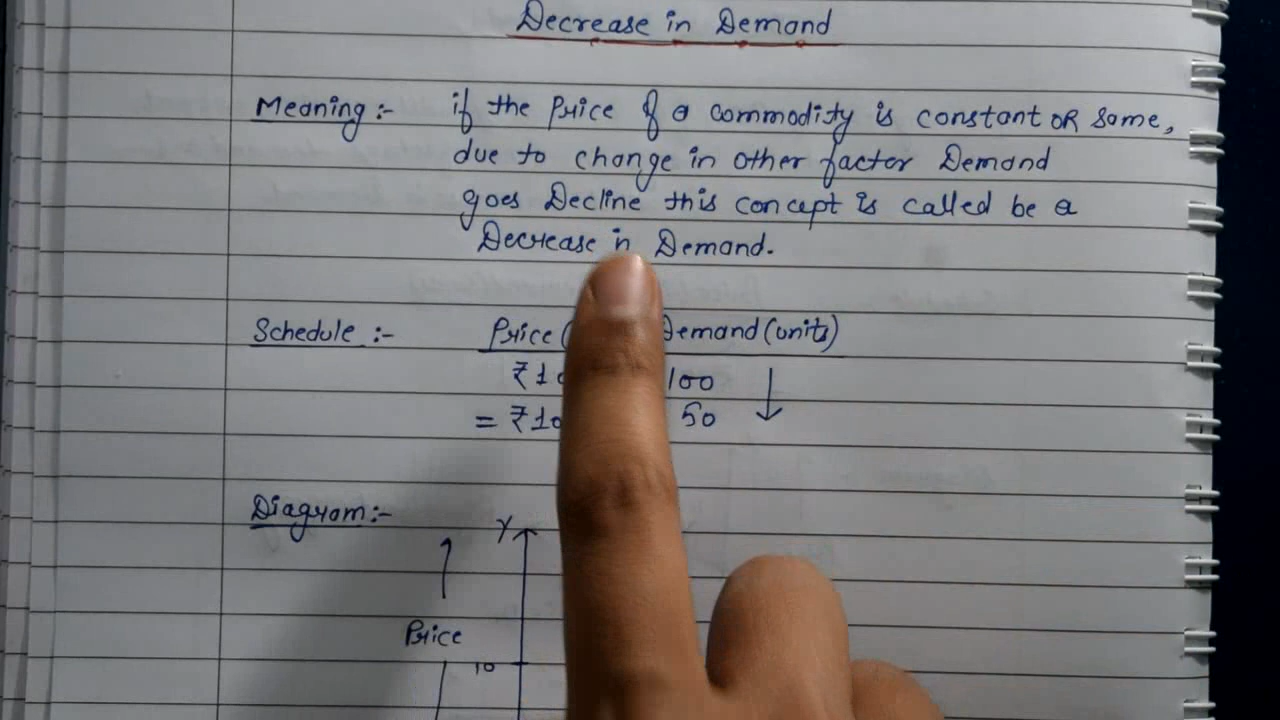 Decrease in Demand
Meaning :- if the Price of a commodity is constant OR same,
due to change in other factor Demand
goes Decline this concept is called be a
Decrease in Demand.
Schedule :- Price ( Demand (units)
₹10 100
= ₹10 50
Diagram:-
Y
Price
10